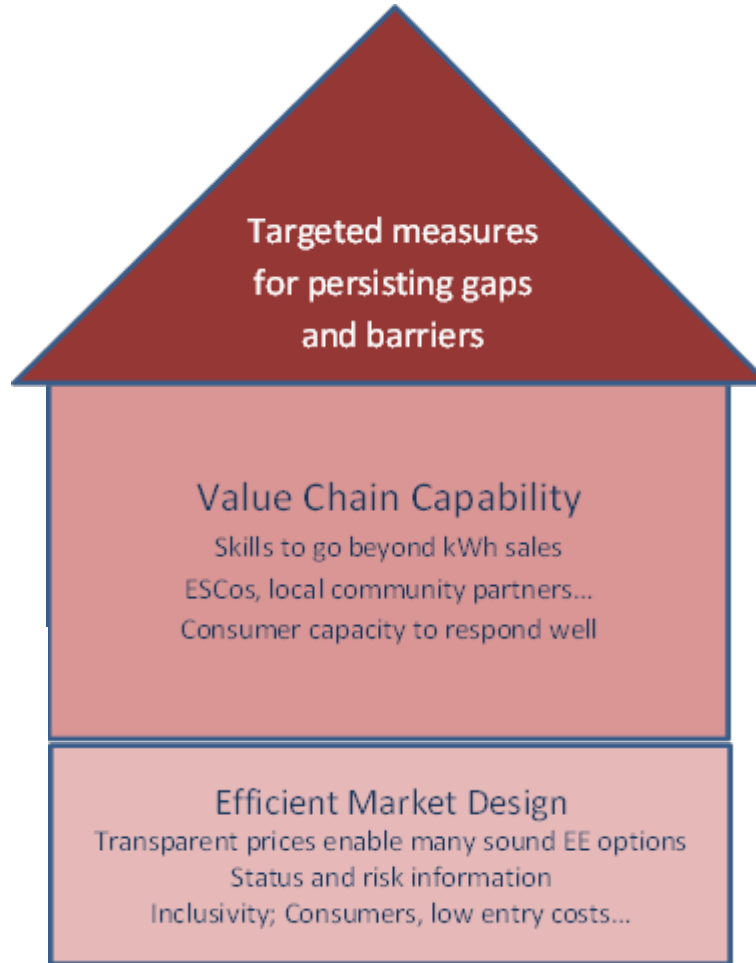 Targeted measures
for persisting gaps
and barriers
Value Chain Capability
Skills to go beyond kWh sales
ESCos, local community partners...
Consumer capacity to respond well
Efficient Market Design
Transparent prices enable many sound EE options
Status and risk information
Inclusivity; Consumers, low entry costs...